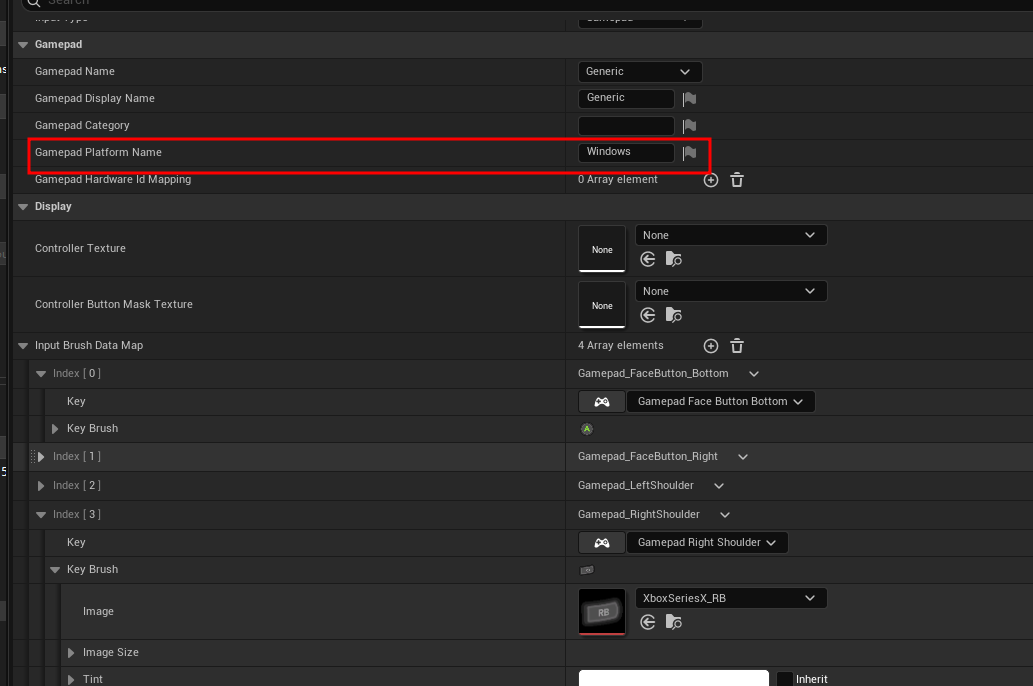 Search
Input Type Gamepad
Gamepad
Gamepad Name Generic
Gamepad Display Name Generic
Gamepad Category
Gamepad Platform Name Windows
Gamepad Hardware Id Mapping 0 Array element
Display
Controller Texture None None
Controller Button Mask Texture None None
Input Brush Data Map 4 Array elements
Index [ 0 ] Gamepad_FaceButton_Bottom
Key Gamepad Face Button Bottom
Key Brush A
Index [ 1 ] Gamepad_FaceButton_Right
Index [ 2 ] Gamepad_LeftShoulder
Index [ 3 ] Gamepad_RightShoulder
5
Key Gamepad Right Shoulder
Key Brush
Image RB XboxSeriesX_RB
Image Size
Tint Inherit